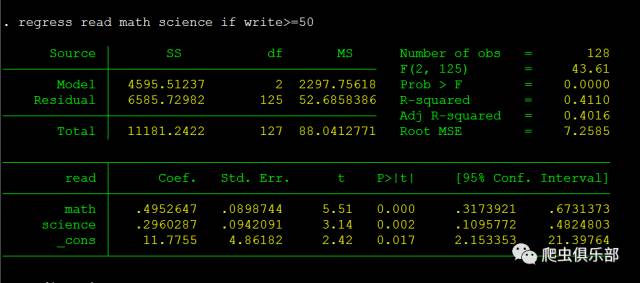 . regress read math science if write>=50
Source SS df MS Number of obs = 128
F(2, 125) = 43.61
Model 4595.51237 2 2297.75618 Prob > F = 0.0000
Residual 6585.72982 125 52.6858386 R-squared = 0.4110
Adj R-squared = 0.4016
Total 11181.2422 127 88.0412771 Root MSE = 7.2585
read Coef. Std. Err. t P>|t| [95% Conf. Interval]
math .4952647 .0898744 5.51 0.000 .3173921 .6731373
science .2960287 .0942091 3.14 0.002 .1095772 .4824803
_cons 11.7755 4.86182 2.42 0.017 2.153353 21.39764
爬虫俱乐部